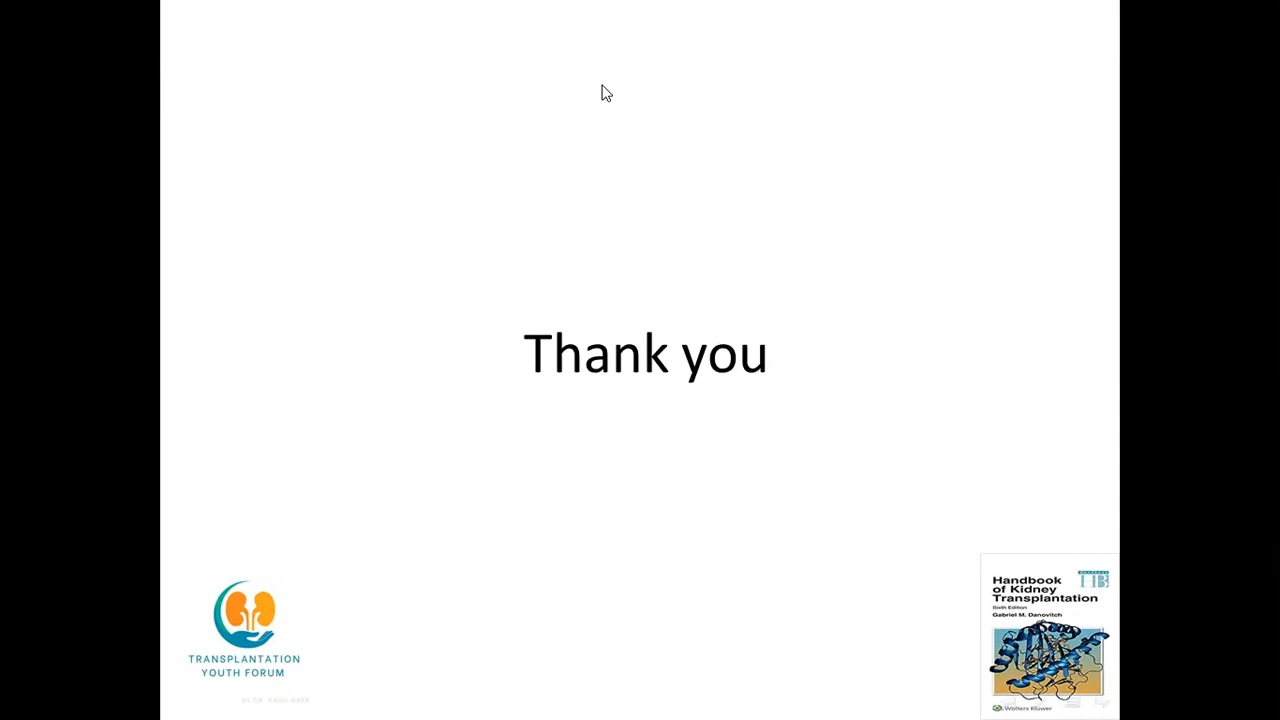 Thank you
TRANSPLANTATION
YOUTH FORUM
Handbook
of Kidney
Transplantation
Sixth Edition
Gabriel M. Danovitch
Wolters Kluwer